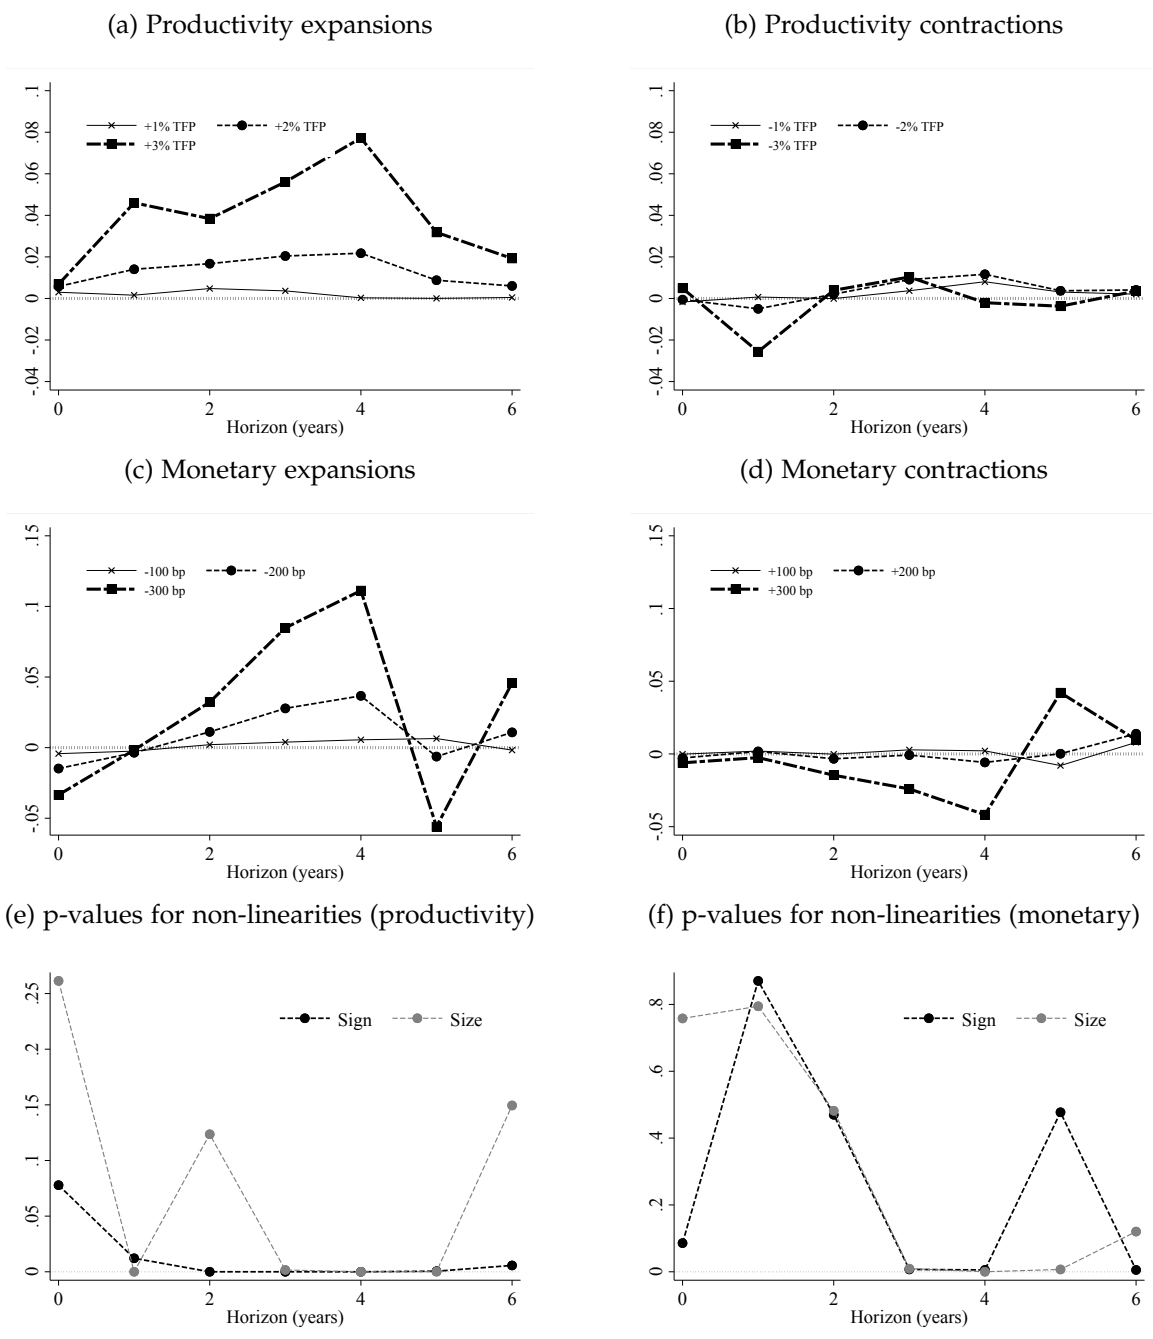 (a) Productivity expansions
.1
.08
.06
.04
.02
0
-.02
-.04
+1% TFP
+2% TFP
+3% TFP
0
2
4
6
Horizon (years)
(b) Productivity contractions
.1
.08
.06
.04
.02
0
-.02
-.04
-1% TFP
-2% TFP
-3% TFP
0
2
4
6
Horizon (years)
(c) Monetary expansions
.15
.1
.05
0
-.05
-100 bp
-200 bp
-300 bp
0
2
4
6
Horizon (years)
(d) Monetary contractions
.15
.1
.05
0
-.05
+100 bp
+200 bp
+300 bp
0
2
4
6
Horizon (years)
(e) p-values for non-linearities (productivity)
.25
.2
.15
.1
.05
0
Sign
Size
0
2
4
6
Horizon (years)
(f) p-values for non-linearities (monetary)
.8
.6
.4
.2
0
Sign
Size
0
2
4
6
Horizon (years)